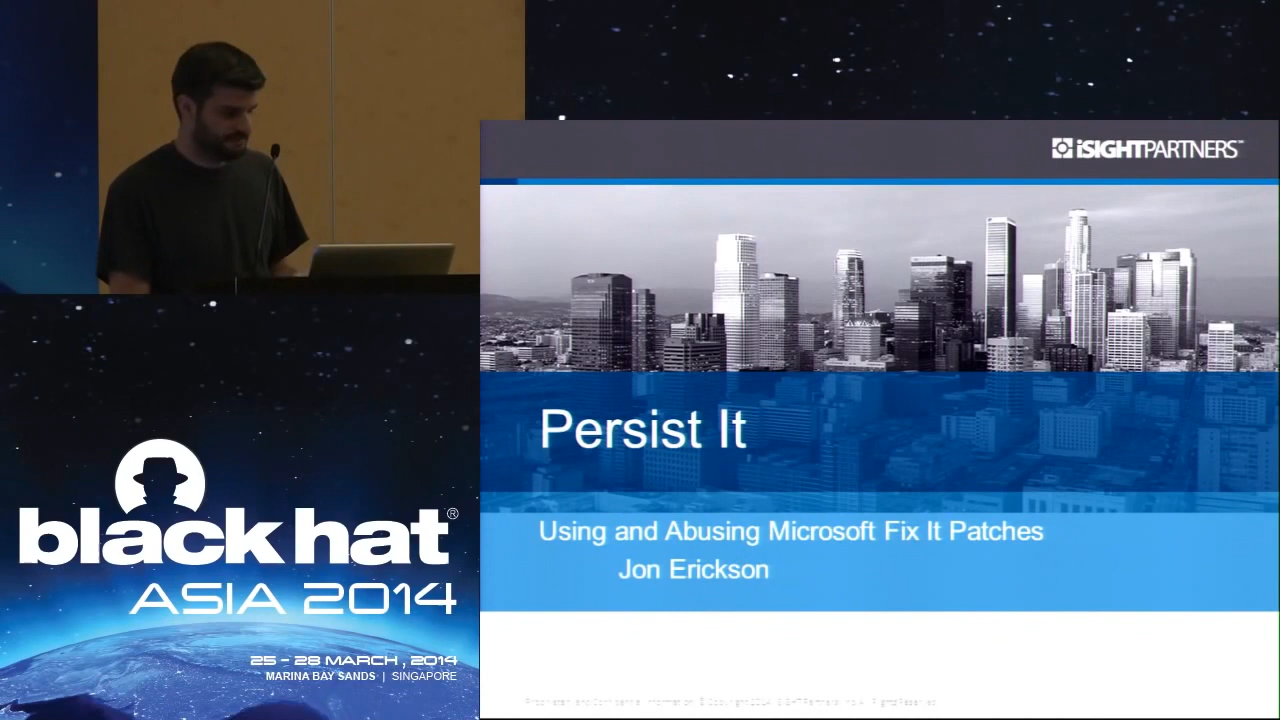 iSIGHTPARTNERS
Persist It
Using and Abusing Microsoft Fix It Patches
Jon Erickson
black hat®
ASIA 2014
25 - 28 MARCH, 2014
MARINA BAY SANDS | SINGAPORE